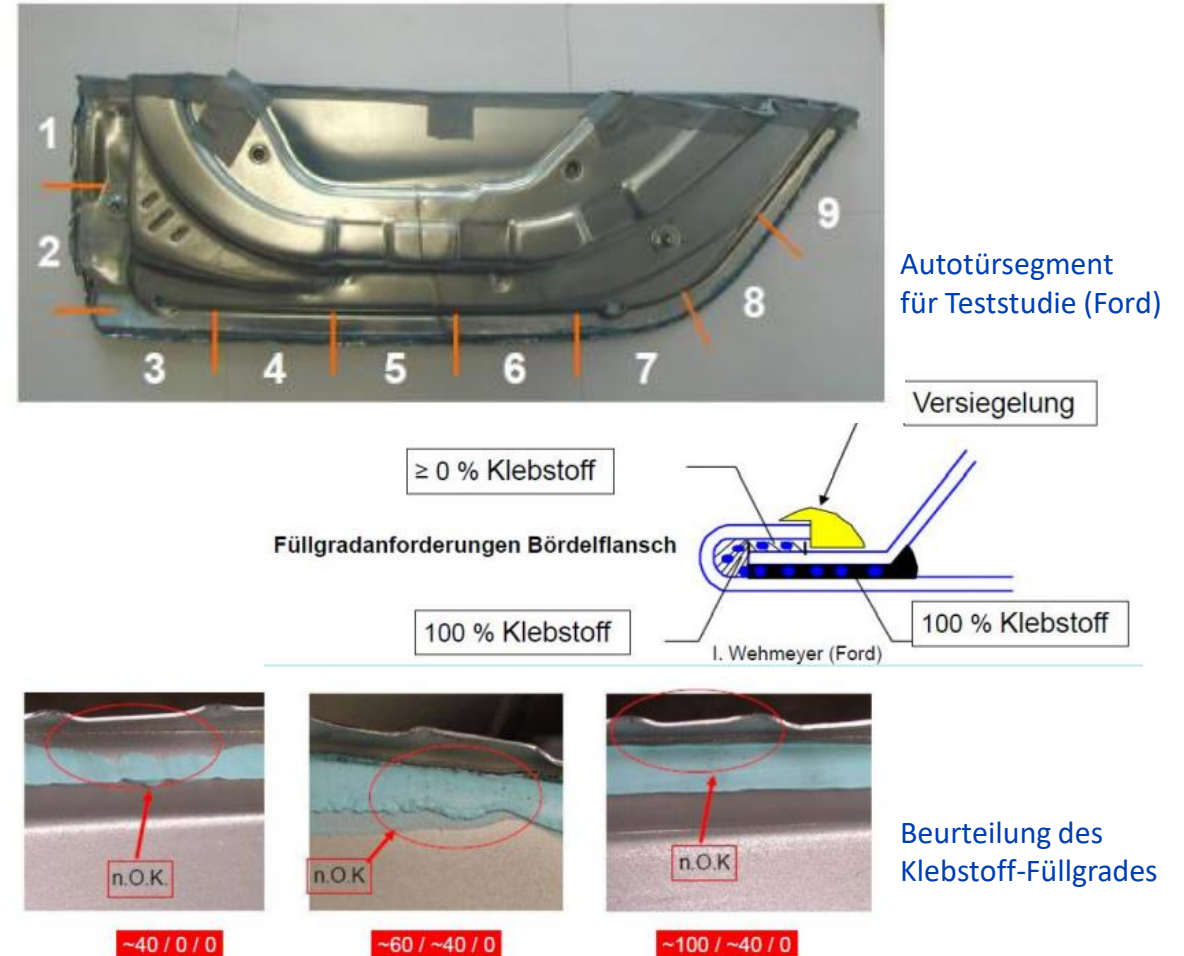 1
2
3
4
5
6
7
8
9
Autotürsegment
für Teststudie (Ford)
Versiegelung
≥ 0 % Klebstoff
Füllgradanforderungen Bördelflansch
100 % Klebstoff
100 % Klebstoff
I. Wehmeyer (Ford)
n.O.K.
n.O.K
n.O.K
Beurteilung des
Klebstoff-Füllgrades
~40 / 0 / 0
~60 / ~40 / 0
~100 / ~40 / 0